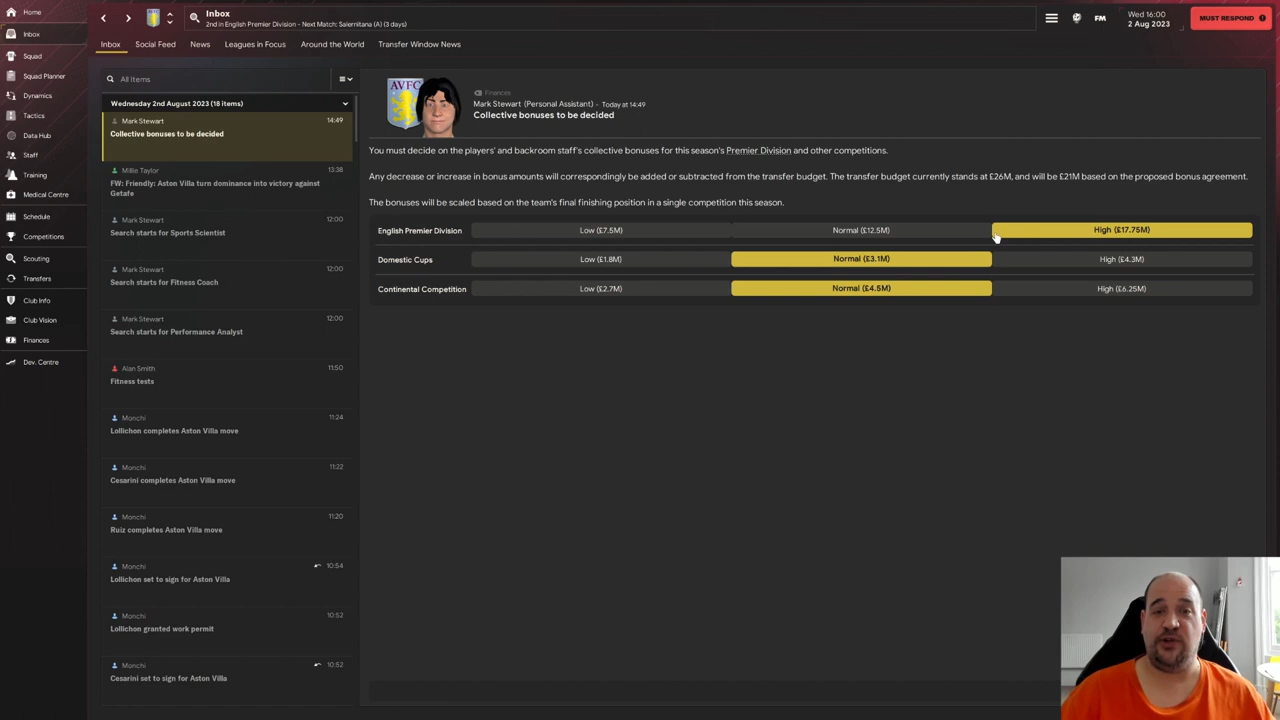 Home
Inbox
Squad
Squad Planner
Dynamics
Tactics
Data Hub
Staff
Training
Medical Centre
Schedule
Competitions
Scouting
Transfers
Club Info
Club Vision
Finances
Dev. Centre
Inbox
2nd in English Premier Division - Next Match: Salernitana (A) (3 days)
FM
Wed 16:00
2 Aug 2023
MUST RESPOND
Inbox
Social Feed
News
Leagues in Focus
Around the World
Transfer Window News
All Items
Wednesday 2nd August 2023 (18 items)
Mark Stewart 14:49
Collective bonuses to be decided
Millie Taylor 13:38
FW: Friendly: Aston Villa turn dominance into victory against
Getafe
Mark Stewart 12:00
Search starts for Sports Scientist
Mark Stewart 12:00
Search starts for Fitness Coach
Mark Stewart 12:00
Search starts for Performance Analyst
Alan Smith 11:50
Fitness tests
Monchi 11:24
Lollichon completes Aston Villa move
Monchi 11:22
Cesarini completes Aston Villa move
Monchi 11:20
Ruiz completes Aston Villa move
Monchi 10:54
Lollichon set to sign for Aston Villa
Monchi 10:52
Lollichon granted work permit
Monchi 10:52
Cesarini set to sign for Aston Villa
AVFC
Finances
Mark Stewart (Personal Assistant) - Today at 14:49
Collective bonuses to be decided
You must decide on the players' and backroom staff's collective bonuses for this season's Premier Division and other competitions.
Any decrease or increase in bonus amounts will correspondingly be added or subtracted from the transfer budget. The transfer budget currently stands at £26M, and will be £21M based on the proposed bonus agreement.
The bonuses will be scaled based on the team's final finishing position in a single competition this season.
English Premier Division Low (£7.5M) Normal (£12.5M) High (£17.75M)
Domestic Cups Low (£1.8M) Normal (£3.1M) High (£4.3M)
Continental Competition Low (£2.7M) Normal (£4.5M) High (£6.25M)